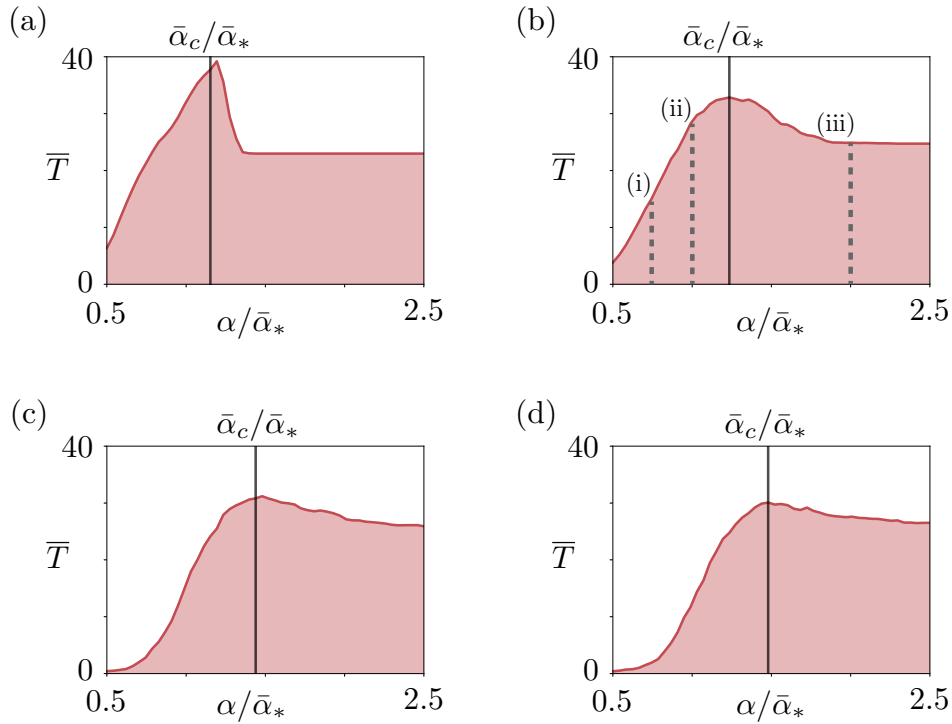 (a)
ᾱ_c/ᾱ_*
40
T̅
0
0.5
α/ᾱ_*
2.5
(b)
ᾱ_c/ᾱ_*
40
(ii)
(iii)
T̅
(i)
0
0.5
α/ᾱ_*
2.5
(c)
ᾱ_c/ᾱ_*
40
T̅
0
0.5
α/ᾱ_*
2.5
(d)
ᾱ_c/ᾱ_*
40
T̅
0
0.5
α/ᾱ_*
2.5